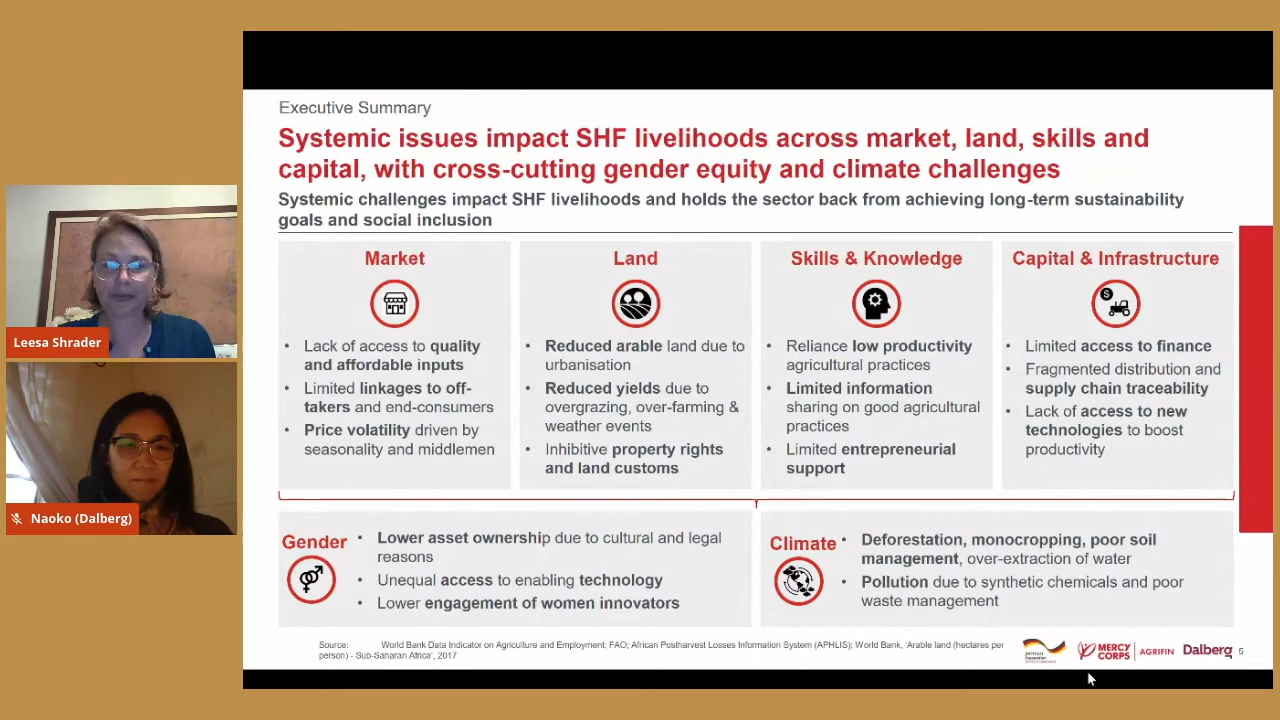 Executive Summary
Systemic issues impact SHF livelihoods across market, land, skills and
capital, with cross-cutting gender equity and climate challenges
Systemic challenges impact SHF livelihoods and holds the sector back from achieving long-term sustainability
goals and social inclusion
Market
• Lack of access to quality
and affordable inputs
• Limited linkages to off-
takers and end-consumers
• Price volatility driven by
seasonality and middlemen
Land
• Reduced arable land due to
urbanisation
• Reduced yields due to
overgrazing, over-farming &
weather events
• Inhibitive property rights
and land customs
Skills & Knowledge
• Reliance low productivity
agricultural practices
• Limited information
sharing on good agricultural
practices
• Limited entrepreneurial
support
Capital & Infrastructure
• Limited access to finance
• Fragmented distribution and
supply chain traceability
• Lack of access to new
technologies to boost
productivity
Gender
• Lower asset ownership due to cultural and legal
reasons
• Unequal access to enabling technology
• Lower engagement of women innovators
Climate
• Deforestation, monocropping, poor soil
management, over-extraction of water
• Pollution due to synthetic chemicals and poor
waste management
Source: World Bank Data Indicator on Agriculture and Employment; FAO; African Postharvest Losses Information System (APHLIS); World Bank, 'Arable land (hectares per
person) - Sub-Saharan Africa', 2017
MERCY
CORPS
AGRIFIN
Dalberg
5
Leesa Shrader
Naoko (Dalberg)